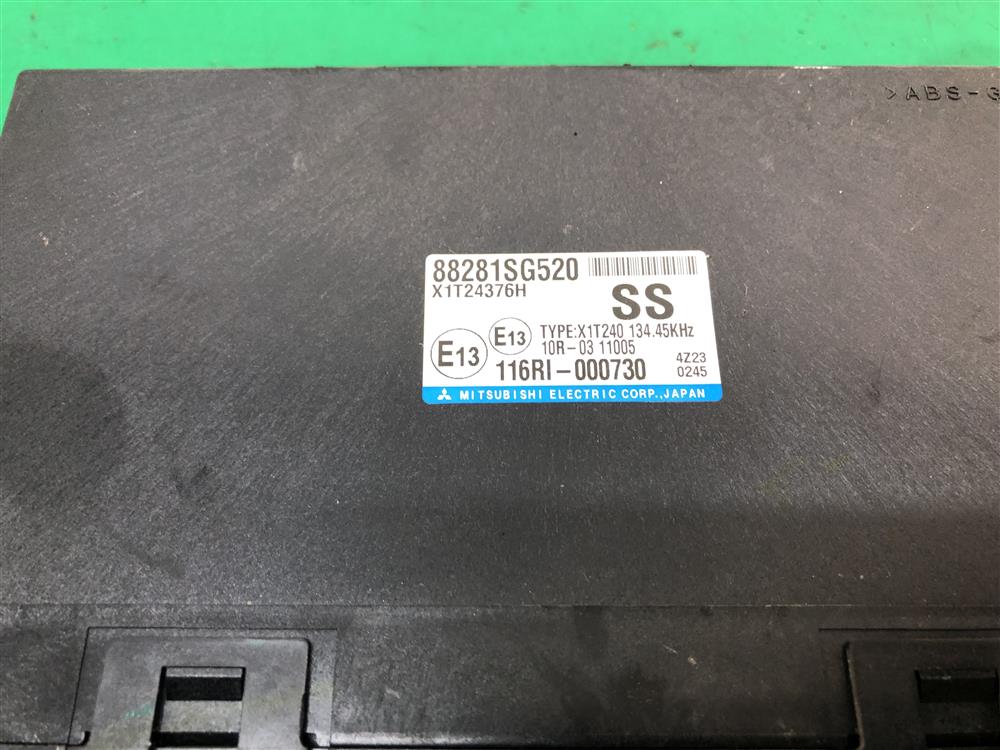 >ABS-G
88281SG520
X1T24376H
SS
E13
E13
TYPE:X1T240 134.45KHz
10R-03 11005
116RI-000730
4Z23
0245
MITSUBISHI ELECTRIC CORP.,JAPAN